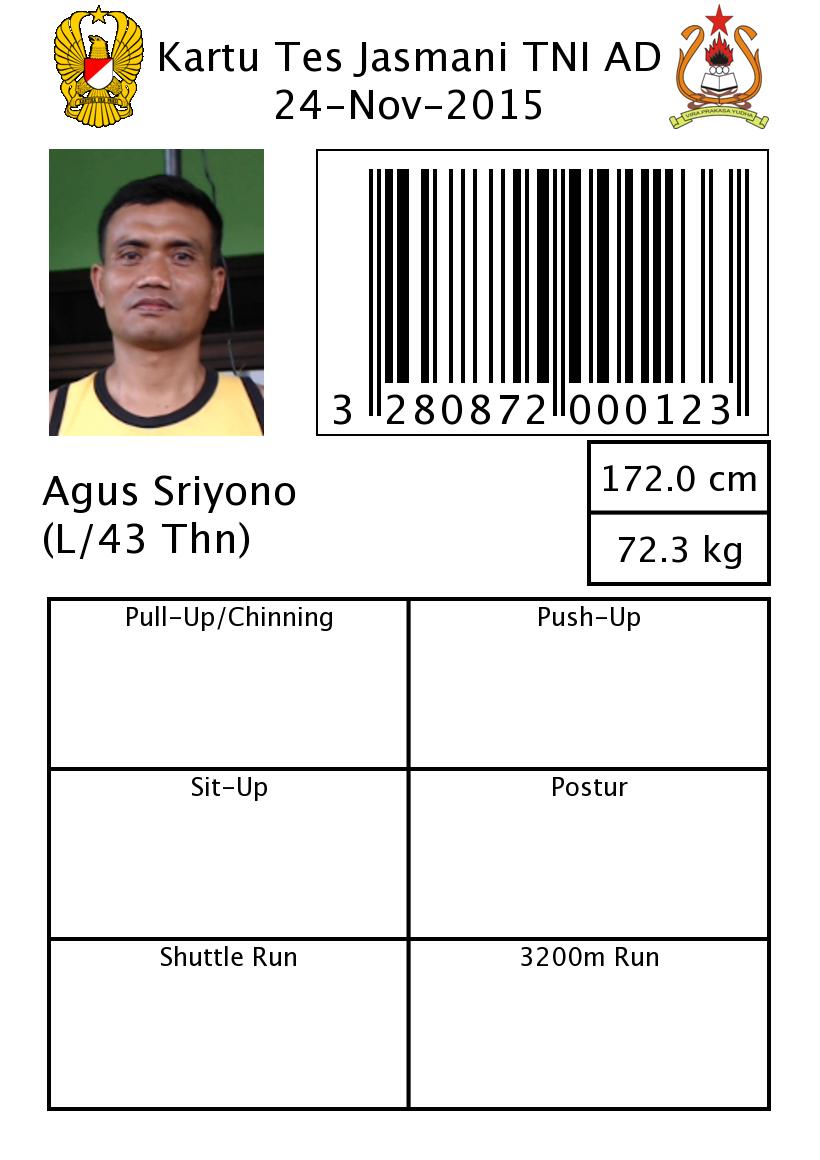 Kartu Tes Jasmani TNI AD
24-Nov-2015
VIRA PRAKASA YUDHA
3 280872 000123
172.0 cm
72.3 kg
Agus Sriyono
(L/43 Thn)
Pull-Up/Chinning
Push-Up
Sit-Up
Postur
Shuttle Run
3200m Run